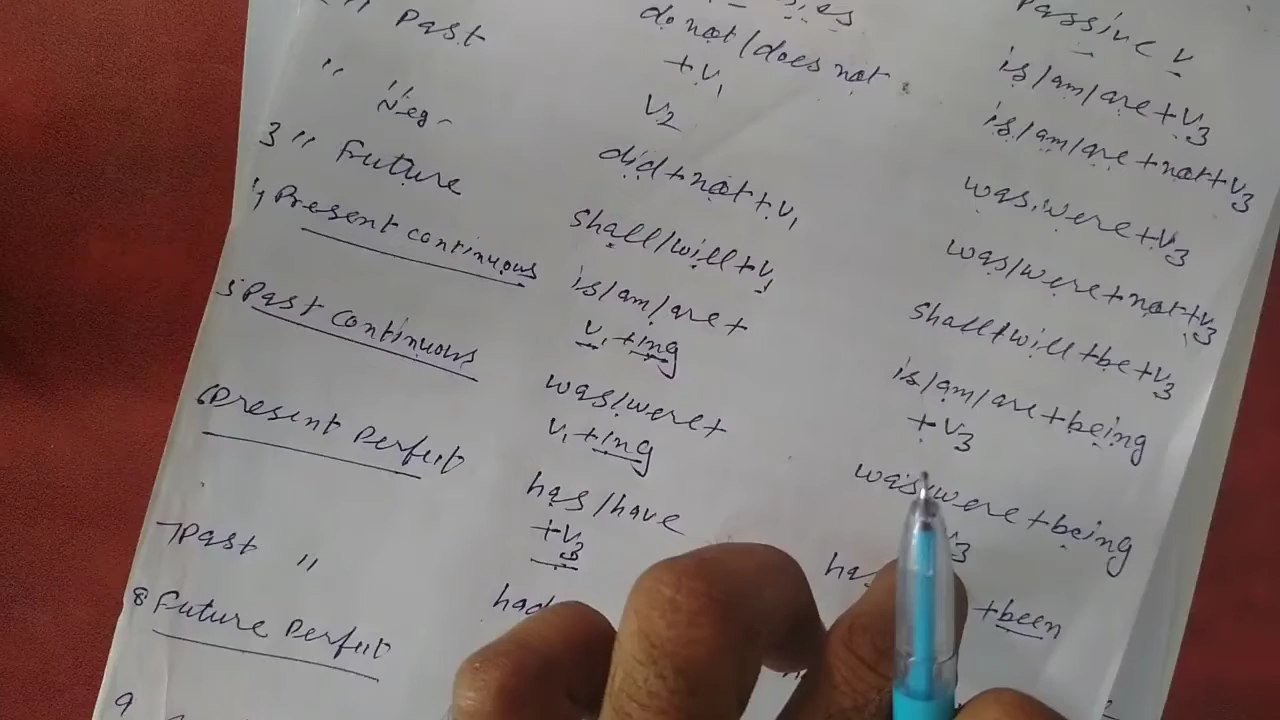 " Past do not/does not Passive V
+V1 is/am/are+V3
" " Neg- V2 is/am/are+not+V3
3 " Future did+not+V1 was/were+V3
4) Present continuous shall/will+V1 was/were+not+V3
5. Past Continuous is/am/are+ shall+will+be+V3
V1+ing is/am/are+being
6 Present Perfect was/were+ +V3
V1+ing was/were+being
has/have V3
7 Past " +V3 +been
8 Future Perfect had
9